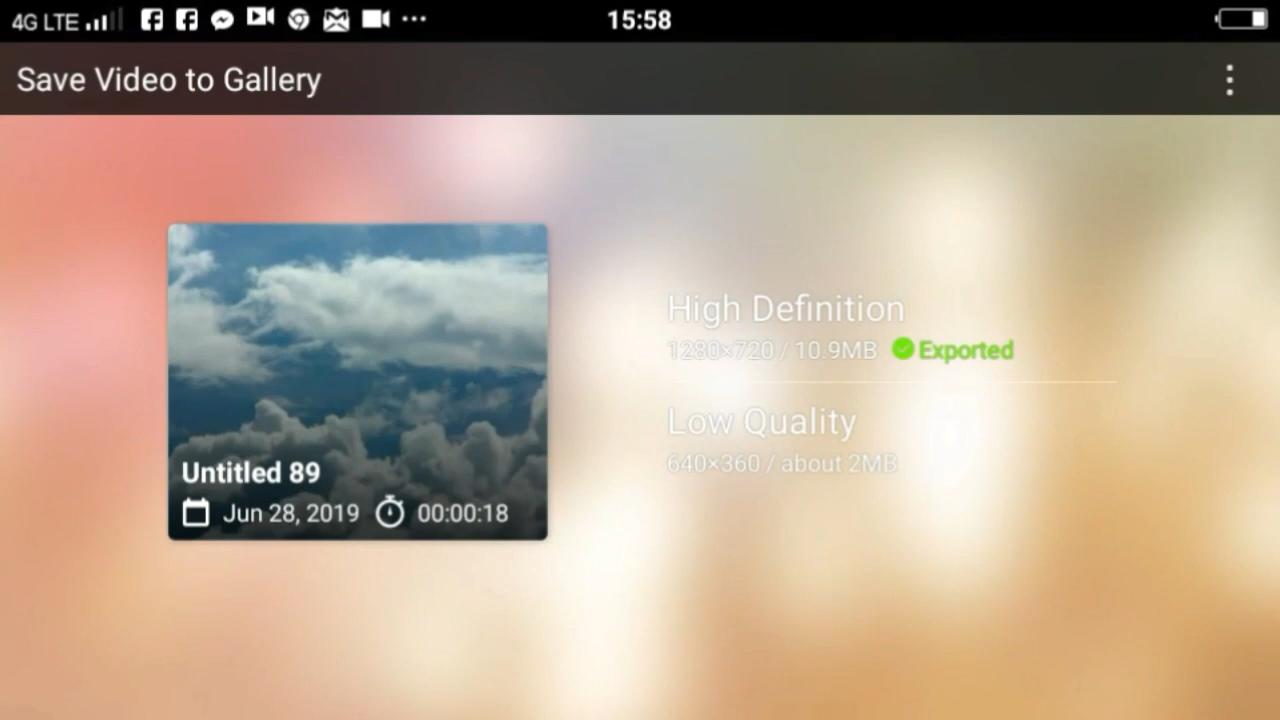 4G LTE 15:58
Save Video to Gallery
Untitled 89
Jun 28, 2019 00:00:18
High Definition
1280×720 / 10.9MB Exported
Low Quality
640×360 / about 2MB